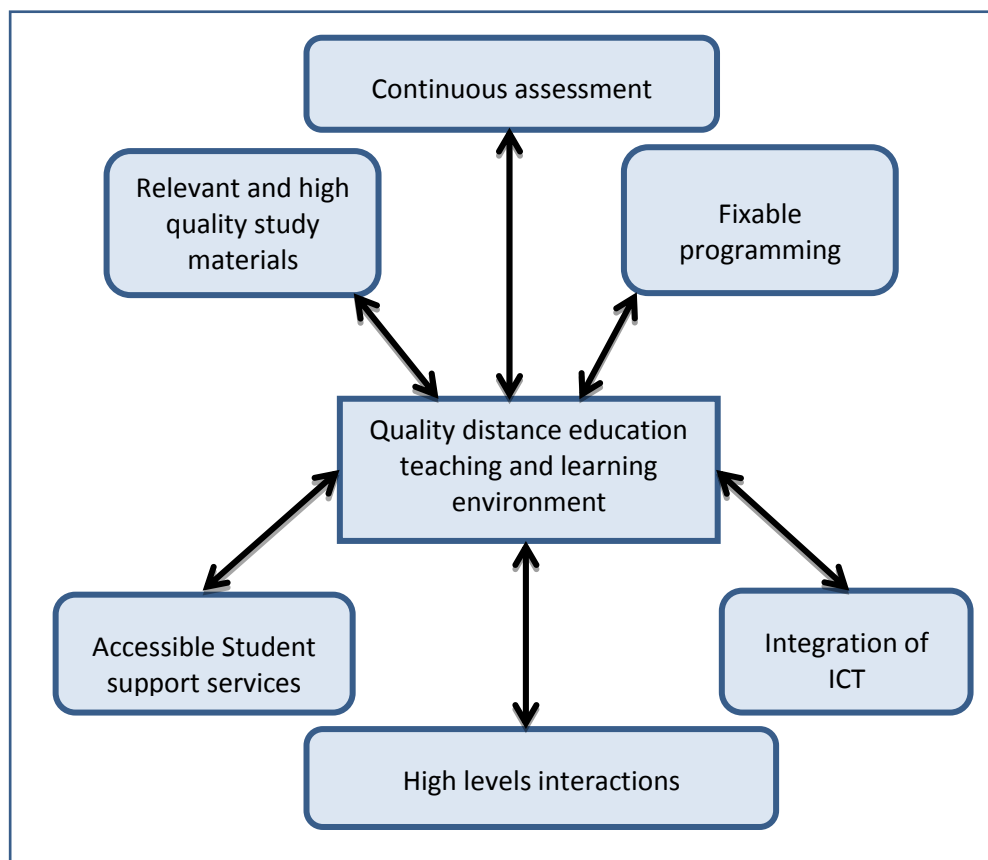 Continuous assessment
Relevant and high
quality study
materials
Fixable
programming
Quality distance education
teaching and learning
environment
Accessible Student
support services
Integration of
ICT
High levels interactions